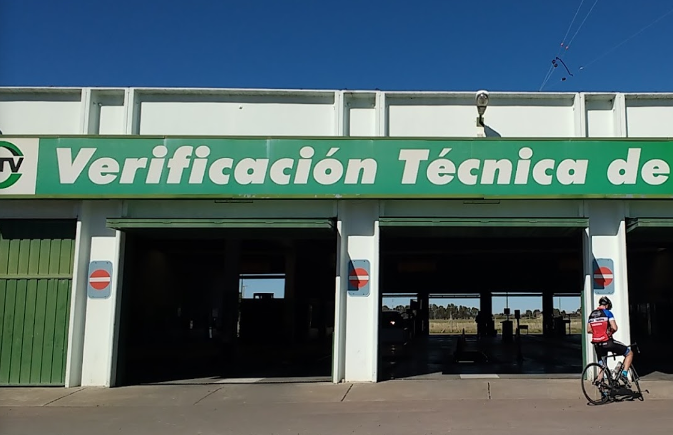 TV Verificación Técnica de